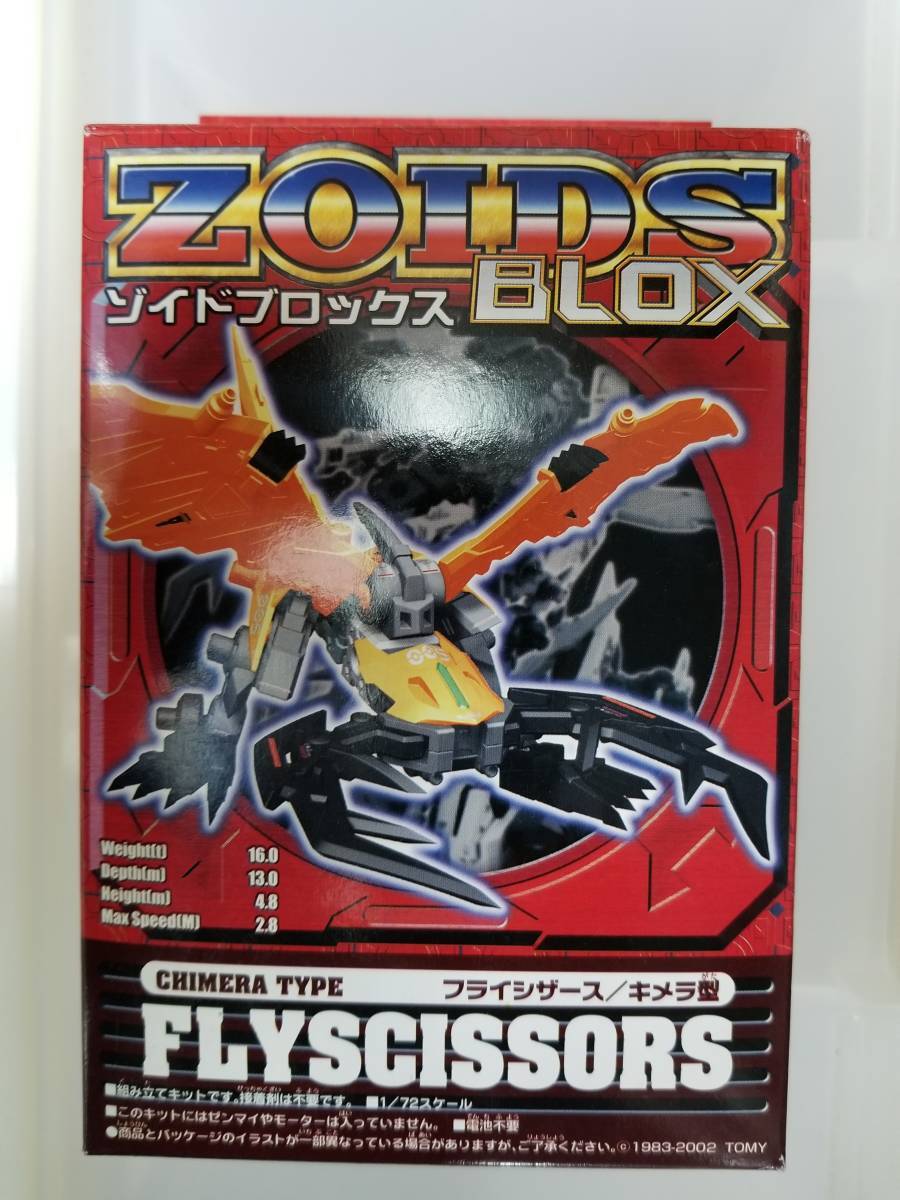 ZOIDS
ゾイドブロックス BLOX
005
Weight(t) 16.0
Depth(m) 13.0
Height(m) 4.8
Max Speed(M) 2.8
CHIMERA TYPE フライシザース/キメラ型
FLYSCISSORS
■組み立てキットです。接着剤は不要です。 ■1/72スケール
■このキットにはゼンマイやモーターは入っていません。 ■電池不要
●商品とパッケージのイラストが一部異なっている場合がありますが、ご了承ください。©1983-2002 TOMY